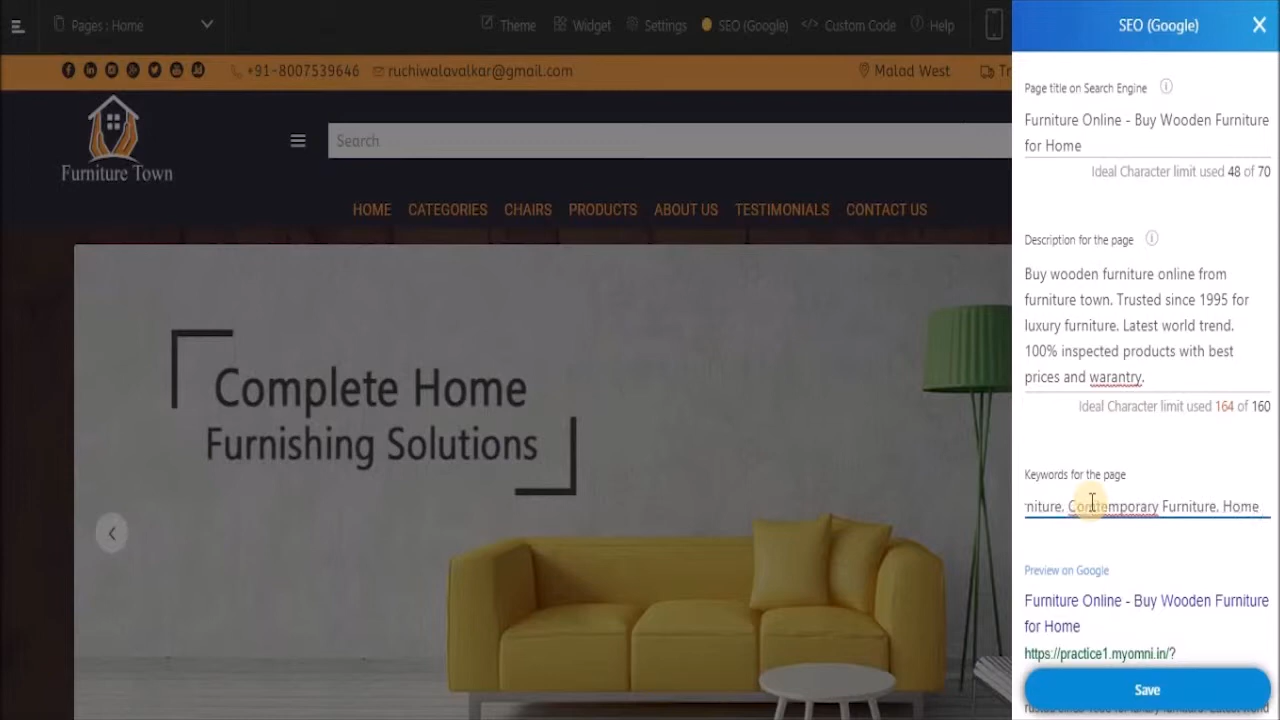 Pages : Home
Theme
Widget
Settings
SEO (Google)
Custom Code
Help
+91-8007539646
ruchiwalavalkar@gmail.com
Malad West
Tr
Furniture Town
Search
HOME CATEGORIES CHAIRS PRODUCTS ABOUT US TESTIMONIALS CONTACT US
Complete Home
Furnishing Solutions
SEO (Google)
Page title on Search Engine
Furniture Online - Buy Wooden Furniture
for Home
Ideal Character limit used 48 of 70
Description for the page
Buy wooden furniture online from
furniture town. Trusted since 1995 for
luxury furniture. Latest world trend.
100% inspected products with best
prices and warantry.
Ideal Character limit used 164 of 160
Keywords for the page
rniture. Furniture. Home
Preview on Google
Furniture Online - Buy Wooden Furniture
for Home
https://practice1.myomni.in/?
Save